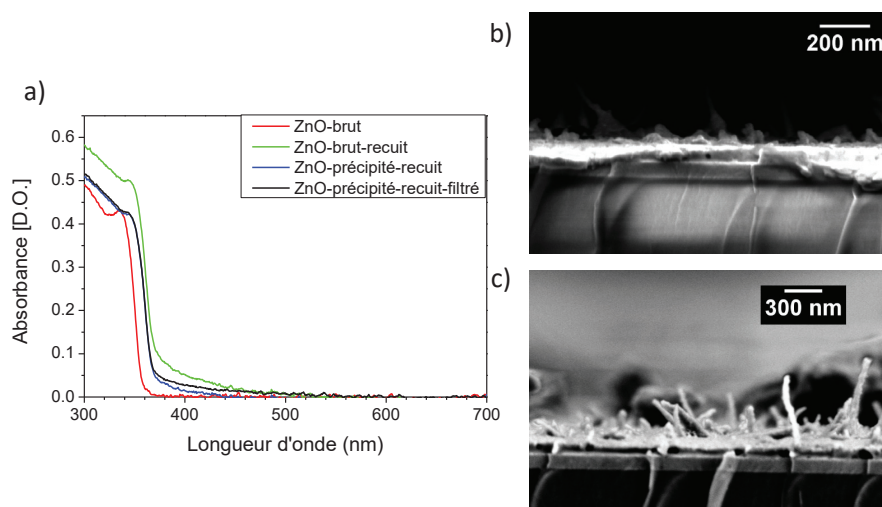 a)
0.6
0.5
0.4
0.3
0.2
0.1
0.0
300
400
500
600
700
Absorbance [D.O.]
Longueur d'onde (nm)
ZnO-brut
ZnO-brut-recuit
ZnO-précipité-recuit
ZnO-précipité-recuit-filtré
b)
200 nm
c)
300 nm